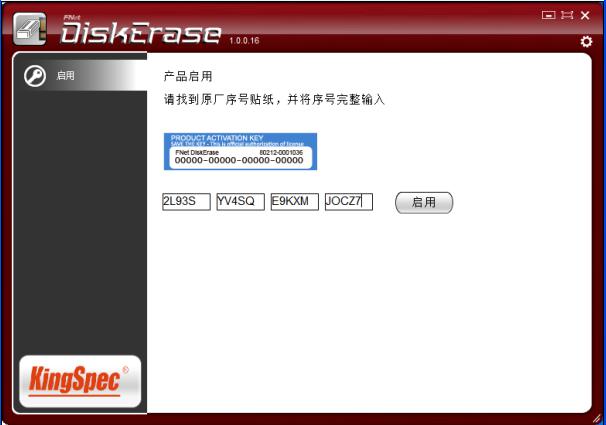 FNet
DiskErase 1.0.0.16
启用
产品启用
请找到原厂序号贴纸，并将序号完整输入
PRODUCT ACTIVATION KEY
SAVE THE KEY - This is official authorization of license
FNet DiskErase 80212-0001036
00000-00000-00000-00000
2L93S YV4SQ E9KXM JOCZ7 启用
KingSpec®